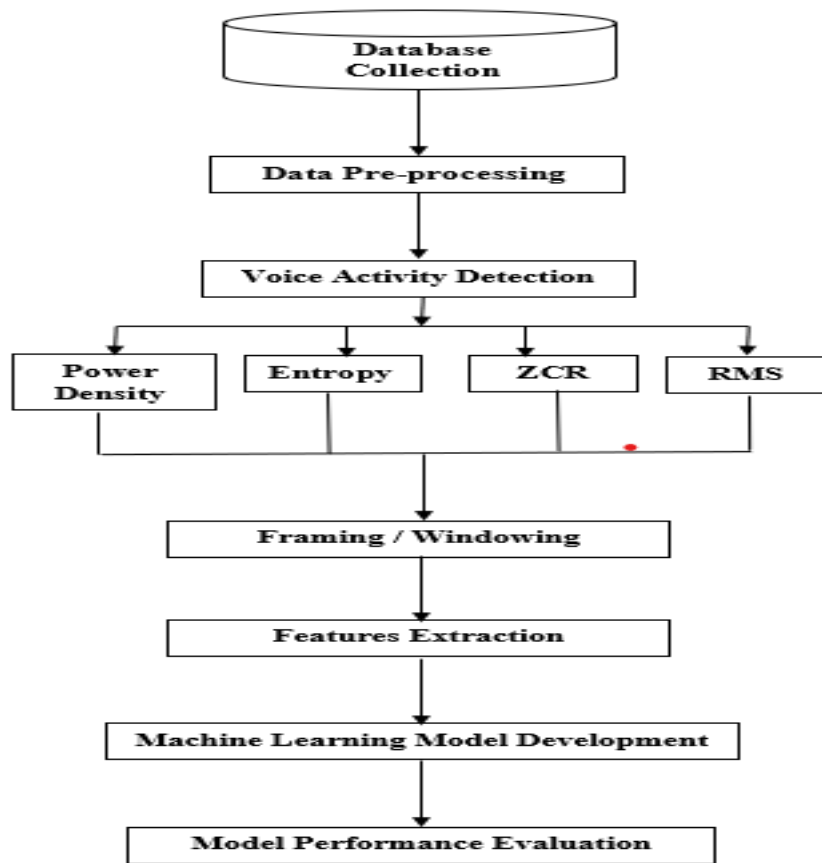 Database
Collection
Data Pre-processing
Voice Activity Detection
Power
Density
Entropy
ZCR
RMS
Framing / Windowing
Features Extraction
Machine Learning Model Development
Model Performance Evaluation